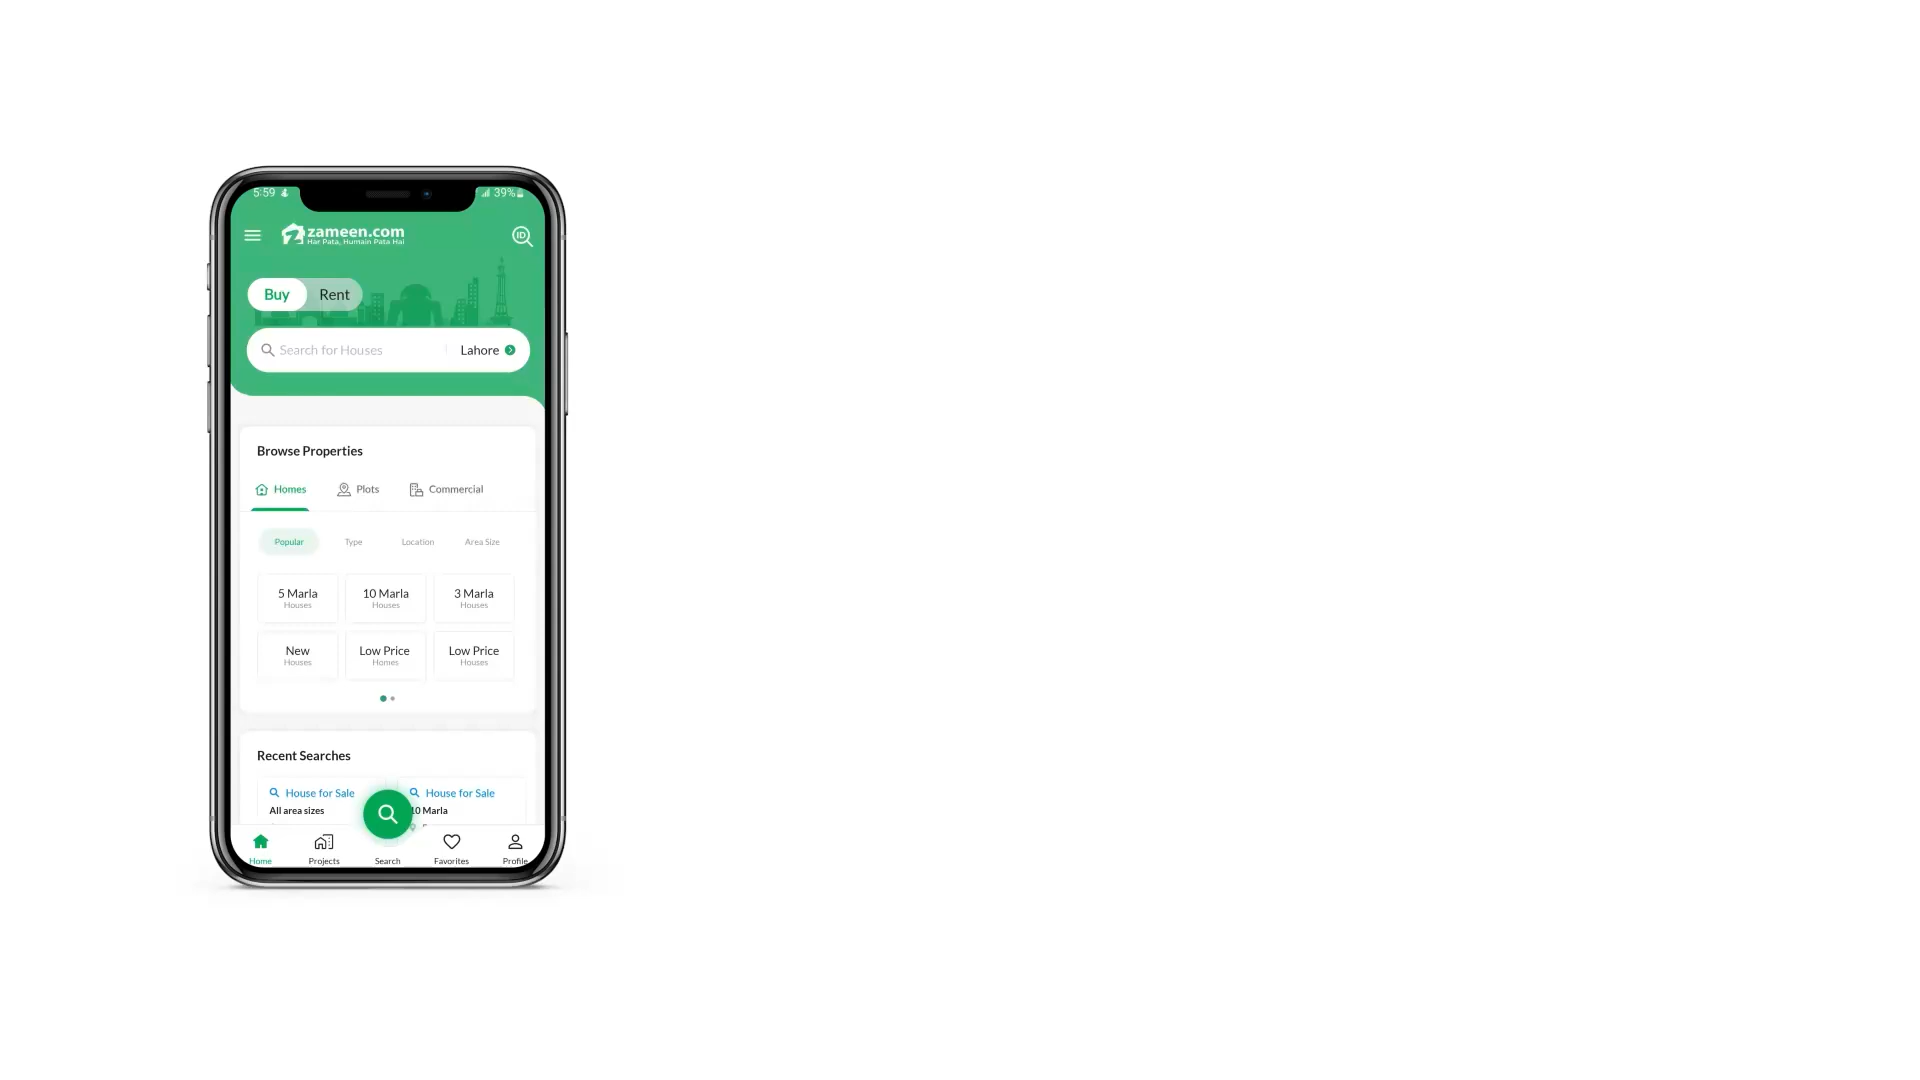 5:59 39%
zameen.com
Har Pata, Humain Pata Hai
ID
Buy Rent
Search for Houses Lahore
Browse Properties
Homes Plots Commercial
Popular Type Location Area Size
5 Marla 10 Marla 3 Marla
Houses Houses Houses
New Low Price Low Price
Houses Homes Houses
Recent Searches
House for Sale House for Sale
All area sizes 10 Marla
Home Projects Search Favorites Profile